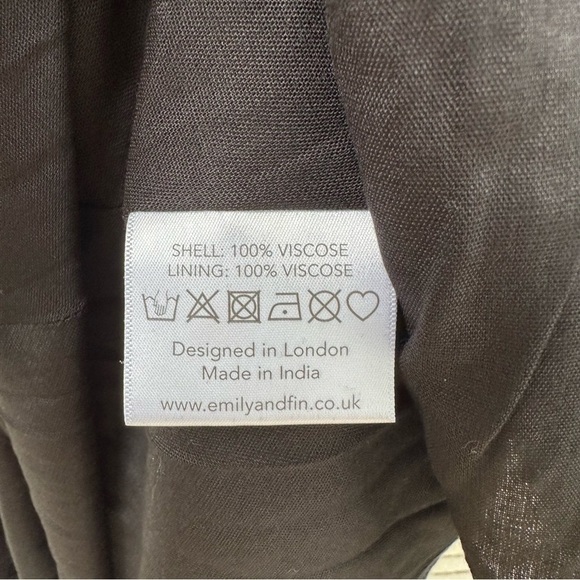 SHELL: 100% VISCOSE
LINING: 100% VISCOSE
Designed in London
Made in India
www.emilyandfin.co.uk